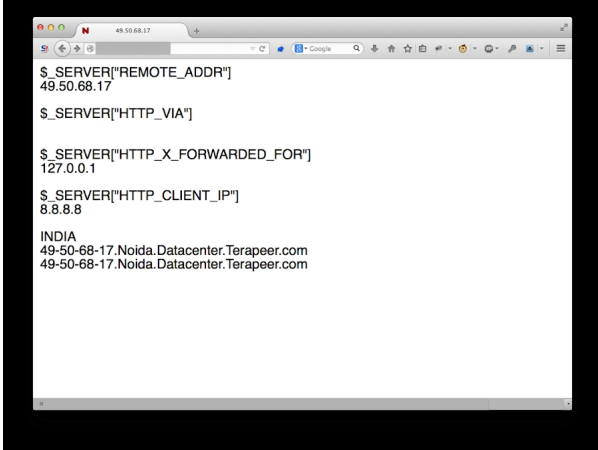 N 49.50.68.17
8 Google
$_SERVER["REMOTE_ADDR"]
49.50.68.17
$_SERVER["HTTP_VIA"]
$_SERVER["HTTP_X_FORWARDED_FOR"]
127.0.0.1
$_SERVER["HTTP_CLIENT_IP"]
8.8.8.8
INDIA
49-50-68-17.Noida.Datacenter.Terapeer.com
49-50-68-17.Noida.Datacenter.Terapeer.com